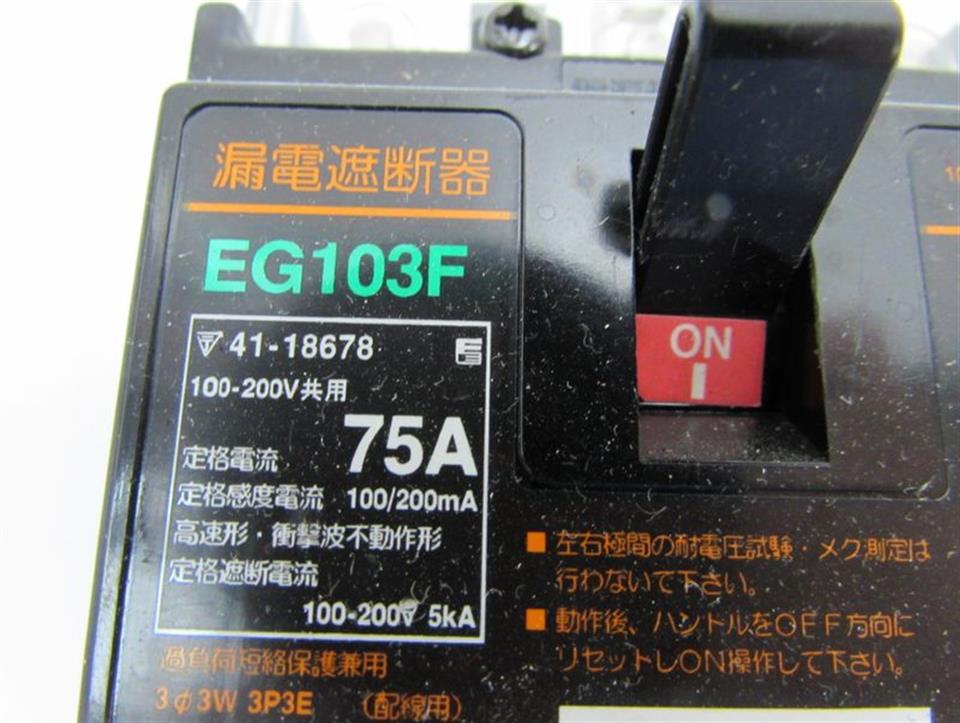 漏電遮断器
EG103F
41-18678
100-200V共用
定格電流 75A
定格感度電流 100/200mA
高速形・衝撃波不動作形
定格遮断電流
100-200V 5kA
過負荷短絡保護兼用
3φ3W 3P3E (配線用)
ON
I
■左右極間の耐電圧試験・メク測定は
行わないで下さい。
■動作後、ハンドルをOFF方向に
リセットしON操作して下さい。
10